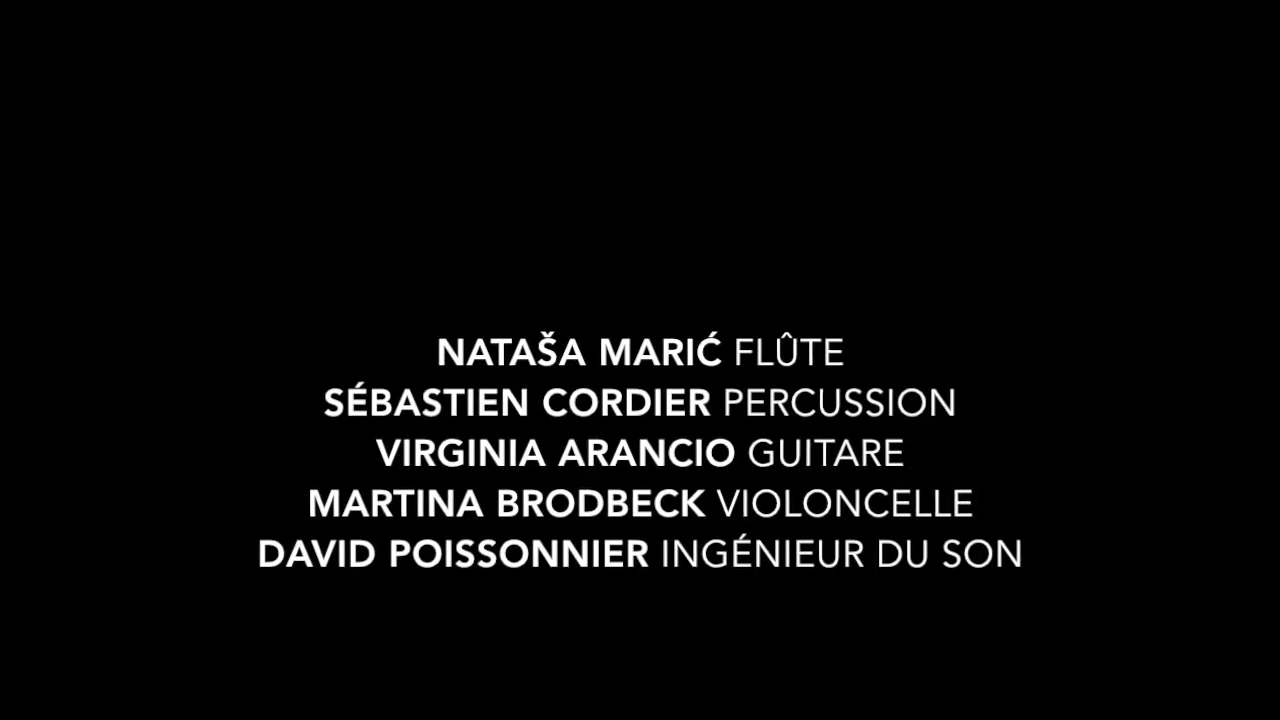 NATAŠA MARIĆ FLÛTE
SÉBASTIEN CORDIER PERCUSSION
VIRGINIA ARANCIO GUITARE
MARTINA BRODBECK VIOLONCELLE
DAVID POISSONNIER INGÉNIEUR DU SON